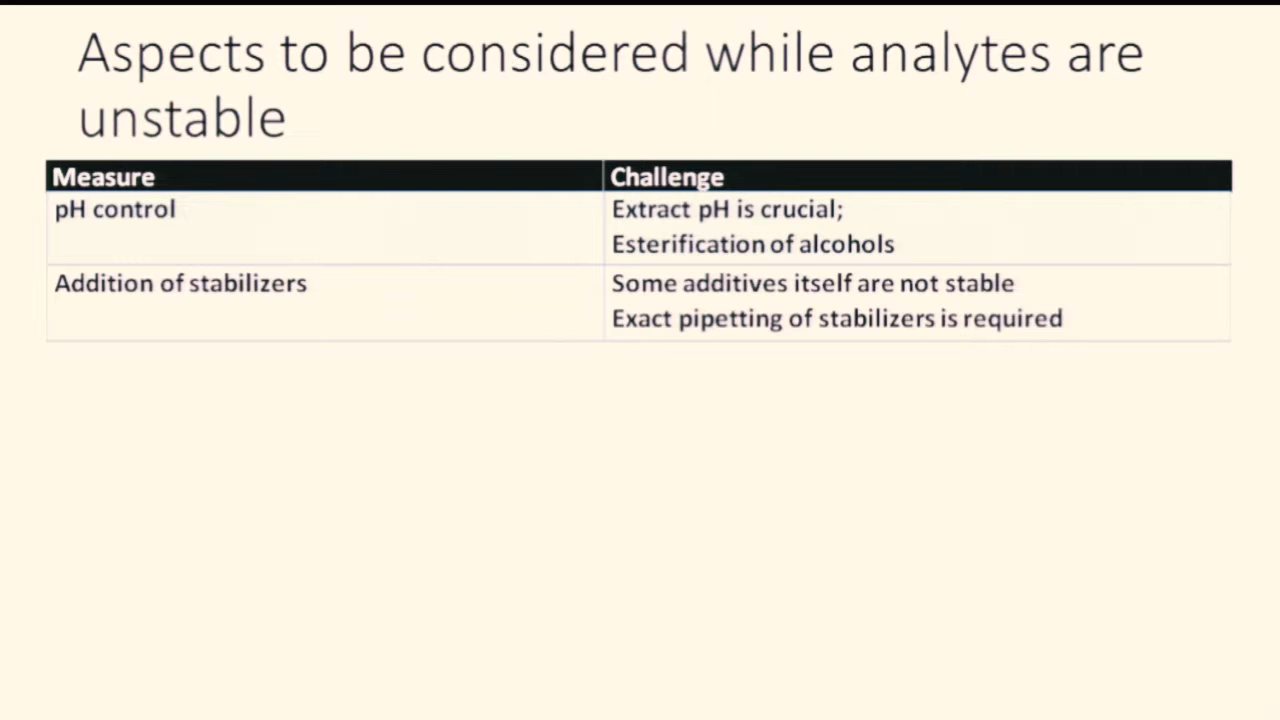 Aspects to be considered while analytes are
unstable
Measure Challenge
pH control Extract pH is crucial;
Esterification of alcohols
Addition of stabilizers Some additives itself are not stable
Exact pipetting of stabilizers is required